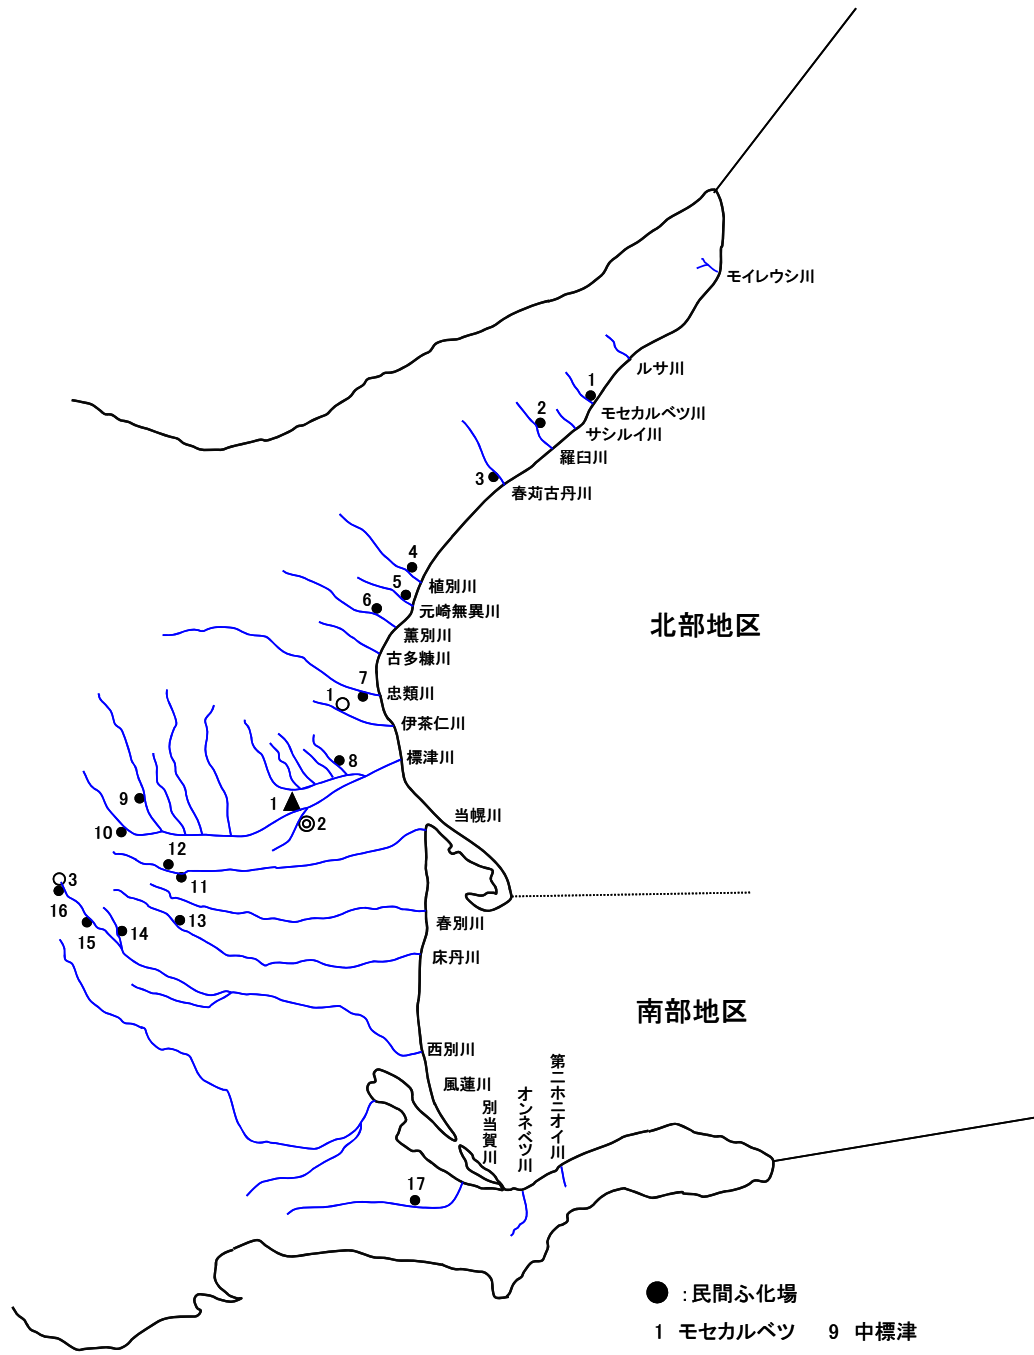 モイレウシ川
ルサ川
1
モセカルベツ川
2
サシルイ川
羅臼川
3
春苅古丹川
4
植別川
5
元崎無異川
6
薫別川
古多糠川
7
忠類川
1
伊茶仁川
標津川
8
9
1
2
10
当幌川
12
11
3
16
15
14
13
春別川
床丹川
西別川
風蓮川
別当賀川
オンネベツ川
第二ホニオイ川
17
北部地区
南部地区
●:民間ふ化場
1 モセカルベツ 9 中標津